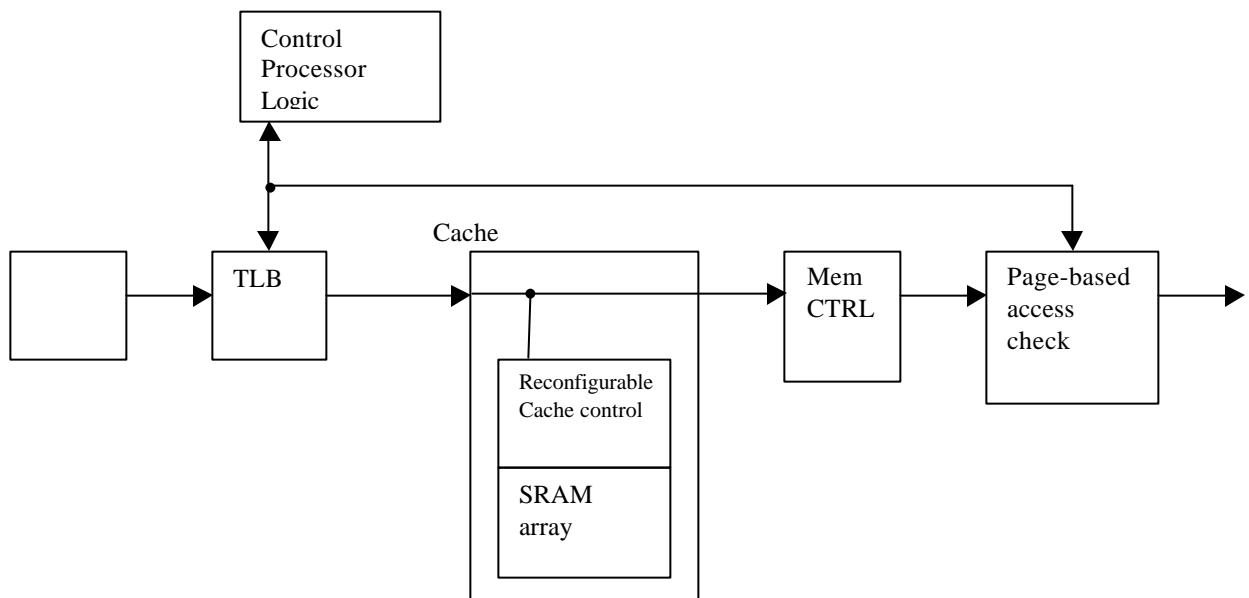 Control
Processor
Logic
Cache
TLB
Mem
CTRL
Page-based
access
check
Reconfigurable
Cache control
SRAM
array